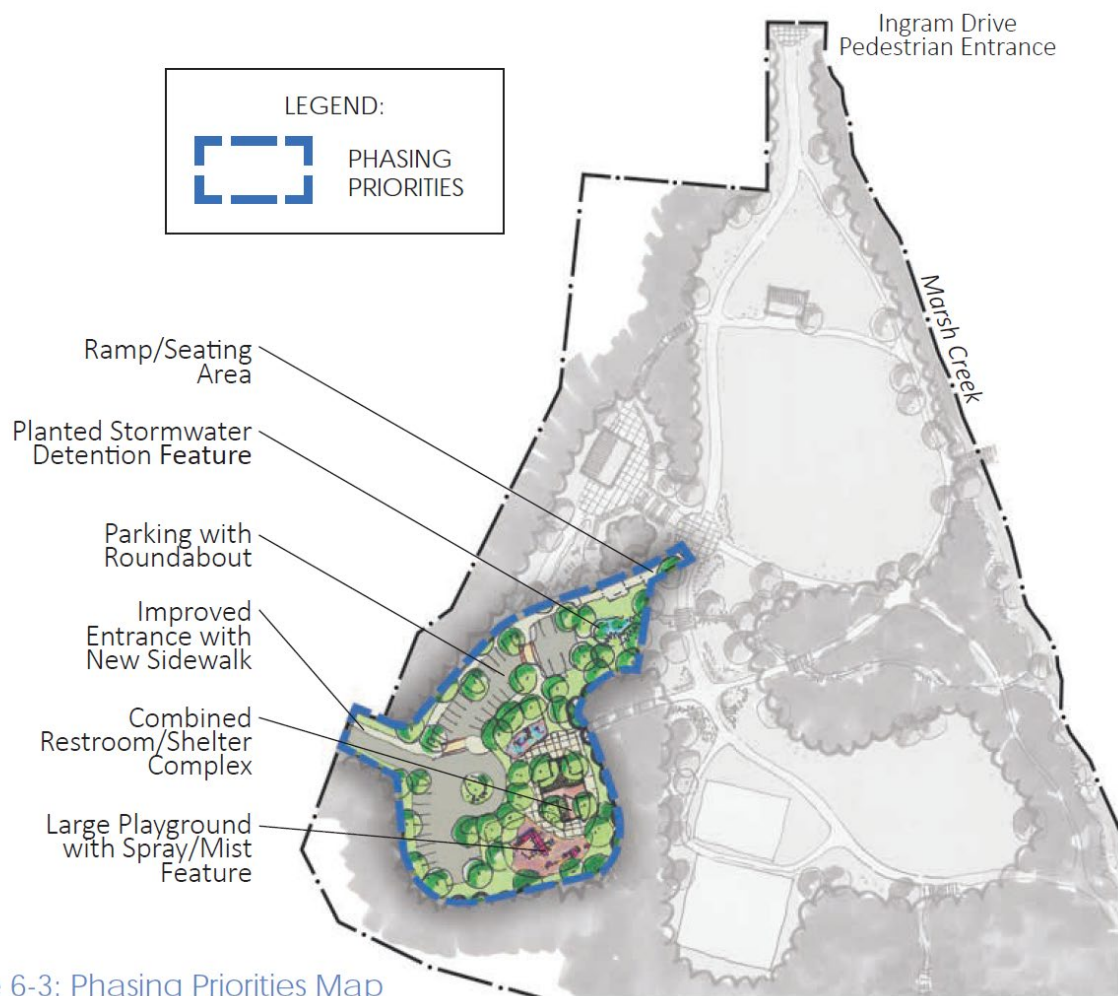 Ingram Drive
Pedestrian Entrance
LEGEND:
PHASING
PRIORITIES
Marsh Creek
Ramp/Seating
Area
Planted Stormwater
Detention Feature
Parking with
Roundabout
Improved
Entrance with
New Sidewalk
Combined
Restroom/Shelter
Complex
Large Playground
with Spray/Mist
Feature
6-3: Phasing Priorities Map